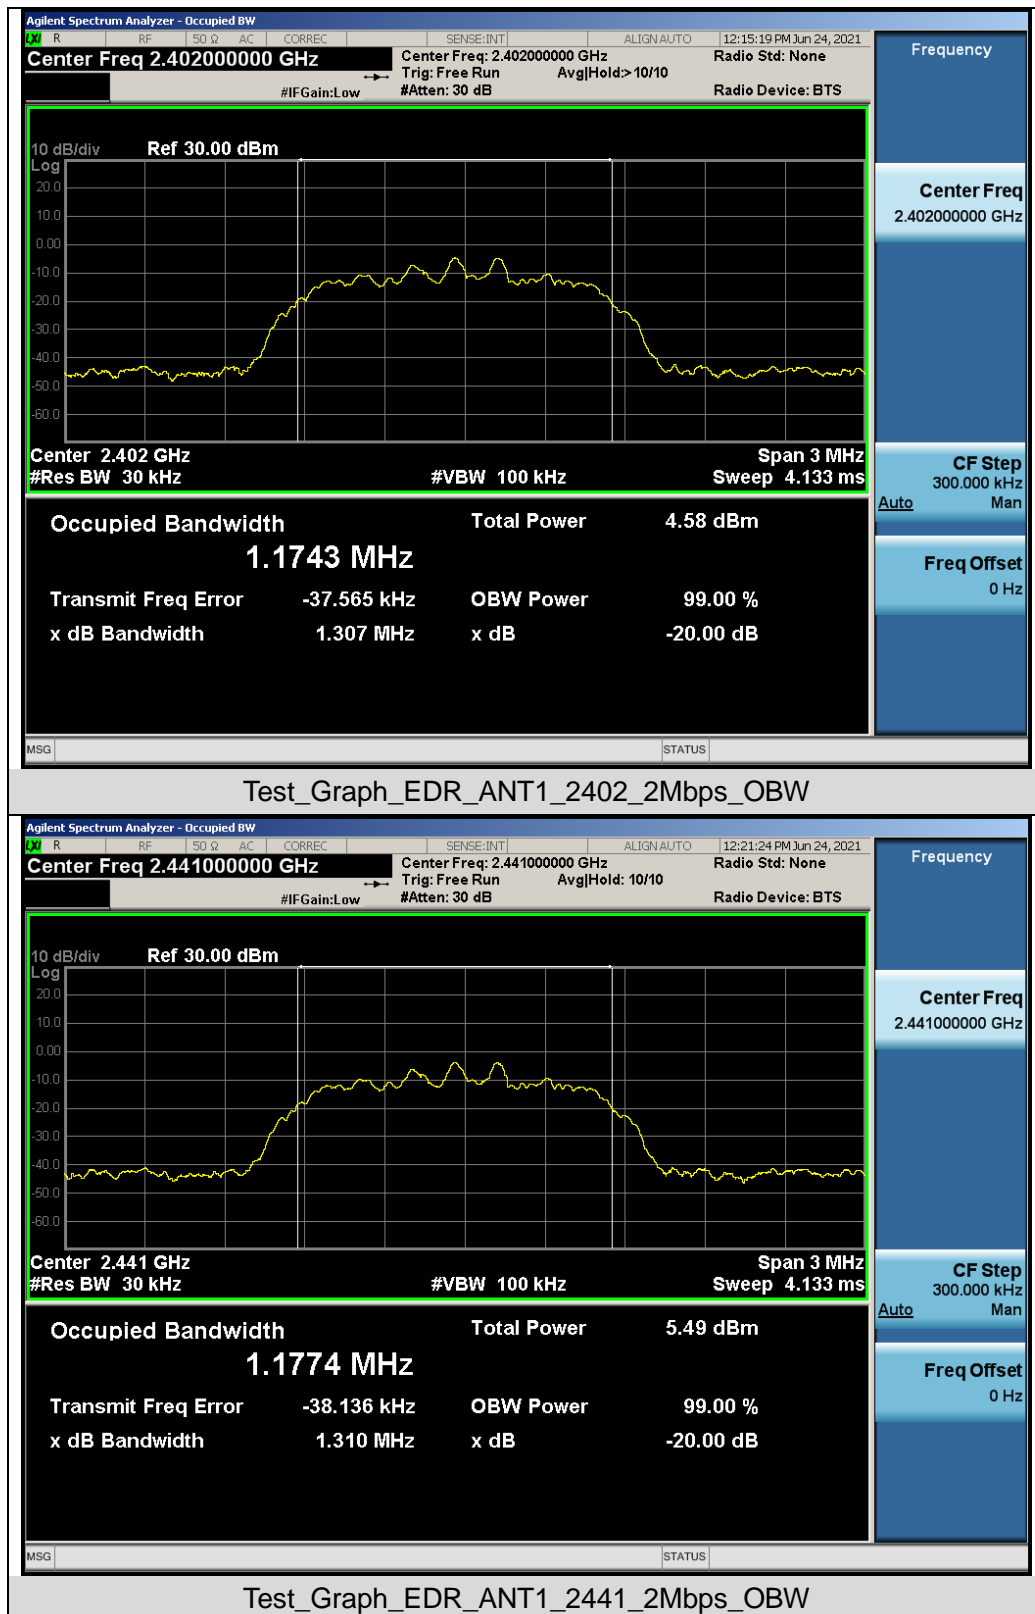 Agilent Spectrum Analyzer - Occupied BW
LXI R RF 50 Ω AC CORREC SENSE:INT ALIGN AUTO 12:15:19 PM Jun 24, 2021
Center Freq 2.402000000 GHz Center Freq: 2.402000000 GHz Radio Std: None Frequency
Trig: Free Run Avg|Hold:> 10/10
#IFGain:Low #Atten: 30 dB Radio Device: BTS
10 dB/div Ref 30.00 dBm
Log
20.0
10.0
0.00
-10.0
-20.0
-30.0
-40.0
-50.0
-60.0
Center Freq
2.402000000 GHz
Center 2.402 GHz Span 3 MHz
#Res BW 30 kHz #VBW 100 kHz Sweep 4.133 ms
CF Step
300.000 kHz
Auto Man
Occupied Bandwidth Total Power 4.58 dBm
1.1743 MHz
Freq Offset
0 Hz
Transmit Freq Error -37.565 kHz OBW Power 99.00 %
x dB Bandwidth 1.307 MHz x dB -20.00 dB
MSG STATUS
Test_Graph_EDR_ANT1_2402_2Mbps_OBW
Agilent Spectrum Analyzer - Occupied BW
LXI R RF 50 Ω AC CORREC SENSE:INT ALIGN AUTO 12:21:24 PM Jun 24, 2021
Center Freq 2.441000000 GHz Center Freq: 2.441000000 GHz Radio Std: None Frequency
Trig: Free Run Avg|Hold: 10/10
#IFGain:Low #Atten: 30 dB Radio Device: BTS
10 dB/div Ref 30.00 dBm
Log
20.0
10.0
0.00
-10.0
-20.0
-30.0
-40.0
-50.0
-60.0
Center Freq
2.441000000 GHz
Center 2.441 GHz Span 3 MHz
#Res BW 30 kHz #VBW 100 kHz Sweep 4.133 ms
CF Step
300.000 kHz
Auto Man
Occupied Bandwidth Total Power 5.49 dBm
1.1774 MHz
Freq Offset
0 Hz
Transmit Freq Error -38.136 kHz OBW Power 99.00 %
x dB Bandwidth 1.310 MHz x dB -20.00 dB
MSG STATUS
Test_Graph_EDR_ANT1_2441_2Mbps_OBW